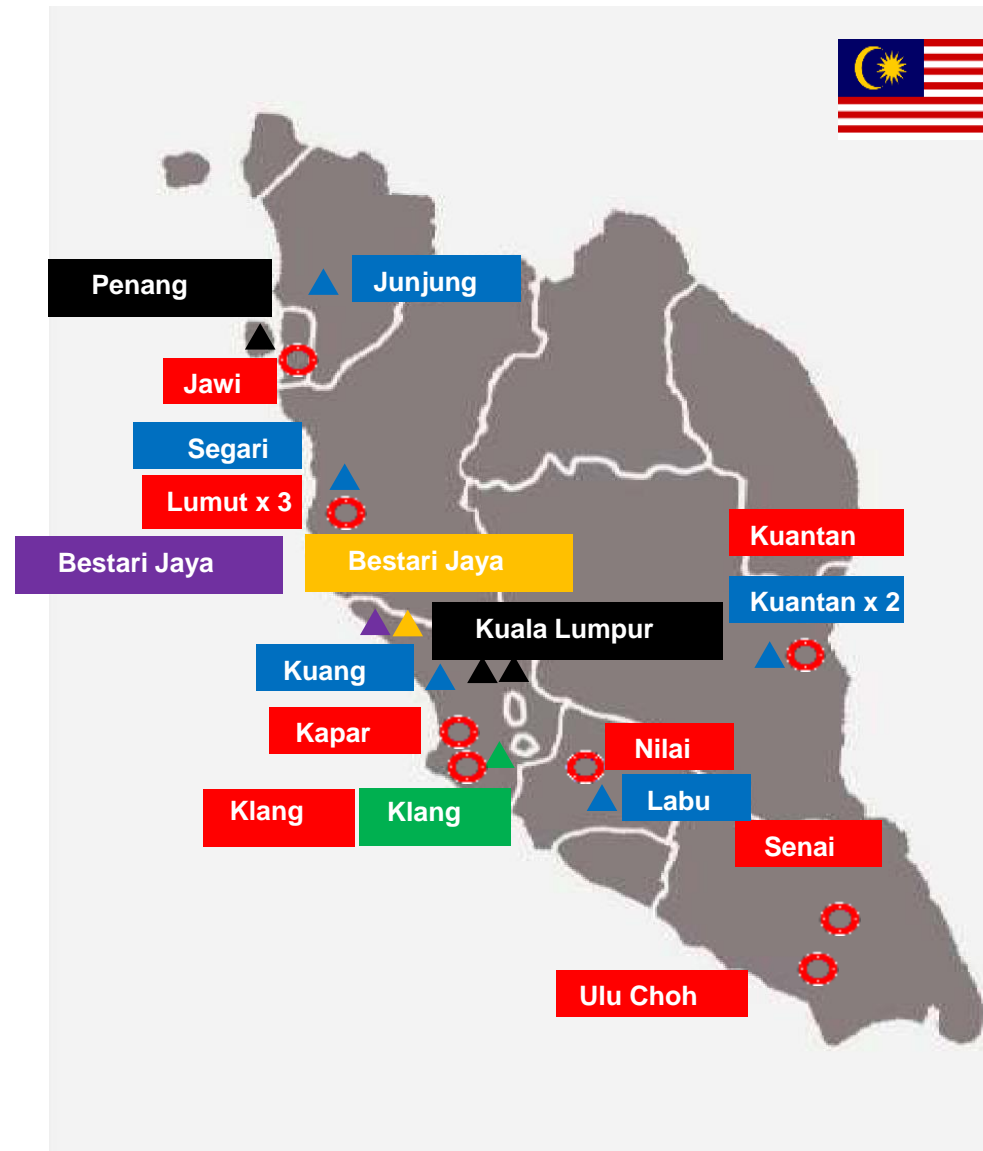 Penang
Junjung
Jawi
Segari
Lumut x 3
Kuantan
Bestari Jaya
Bestari Jaya
Kuantan x 2
Kuala Lumpur
Kuang
Kapar
Nilai
Labu
Klang
Klang
Senai
Ulu Choh